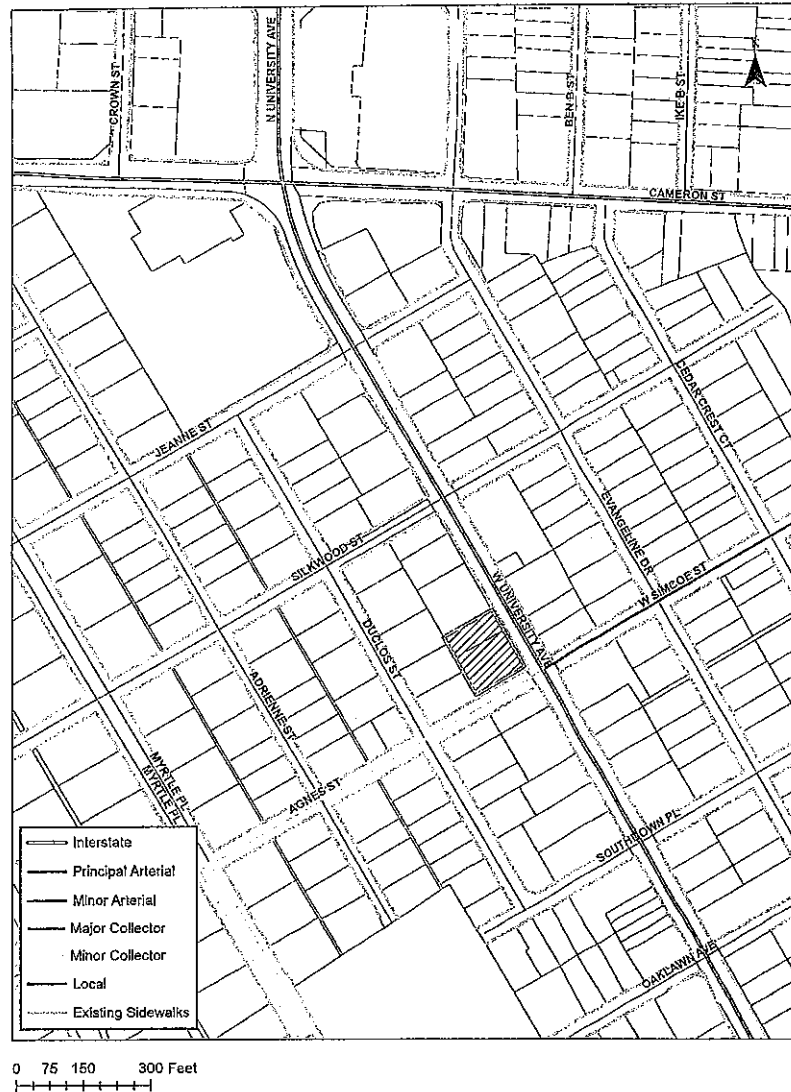 CROWN ST
N UNIVERSITY AVE
BEN B ST
IKE B ST
CAMERON ST
JEANNE ST
CEDAR CREST CT
SILKWOOD ST
EVANGELINE DR
W SIMCOE ST
W UNIVERSITY AVE
DUCLOS ST
ADRIENNE ST
AGNES ST
MYRTLE PL
MYRTLE PL
SOUTHDOWN PL
OAKLAWN AVE
Interstate
Principal Arterial
Minor Arterial
Major Collector
Minor Collector
Local
Existing Sidewalks
0 75 150 300 Feet